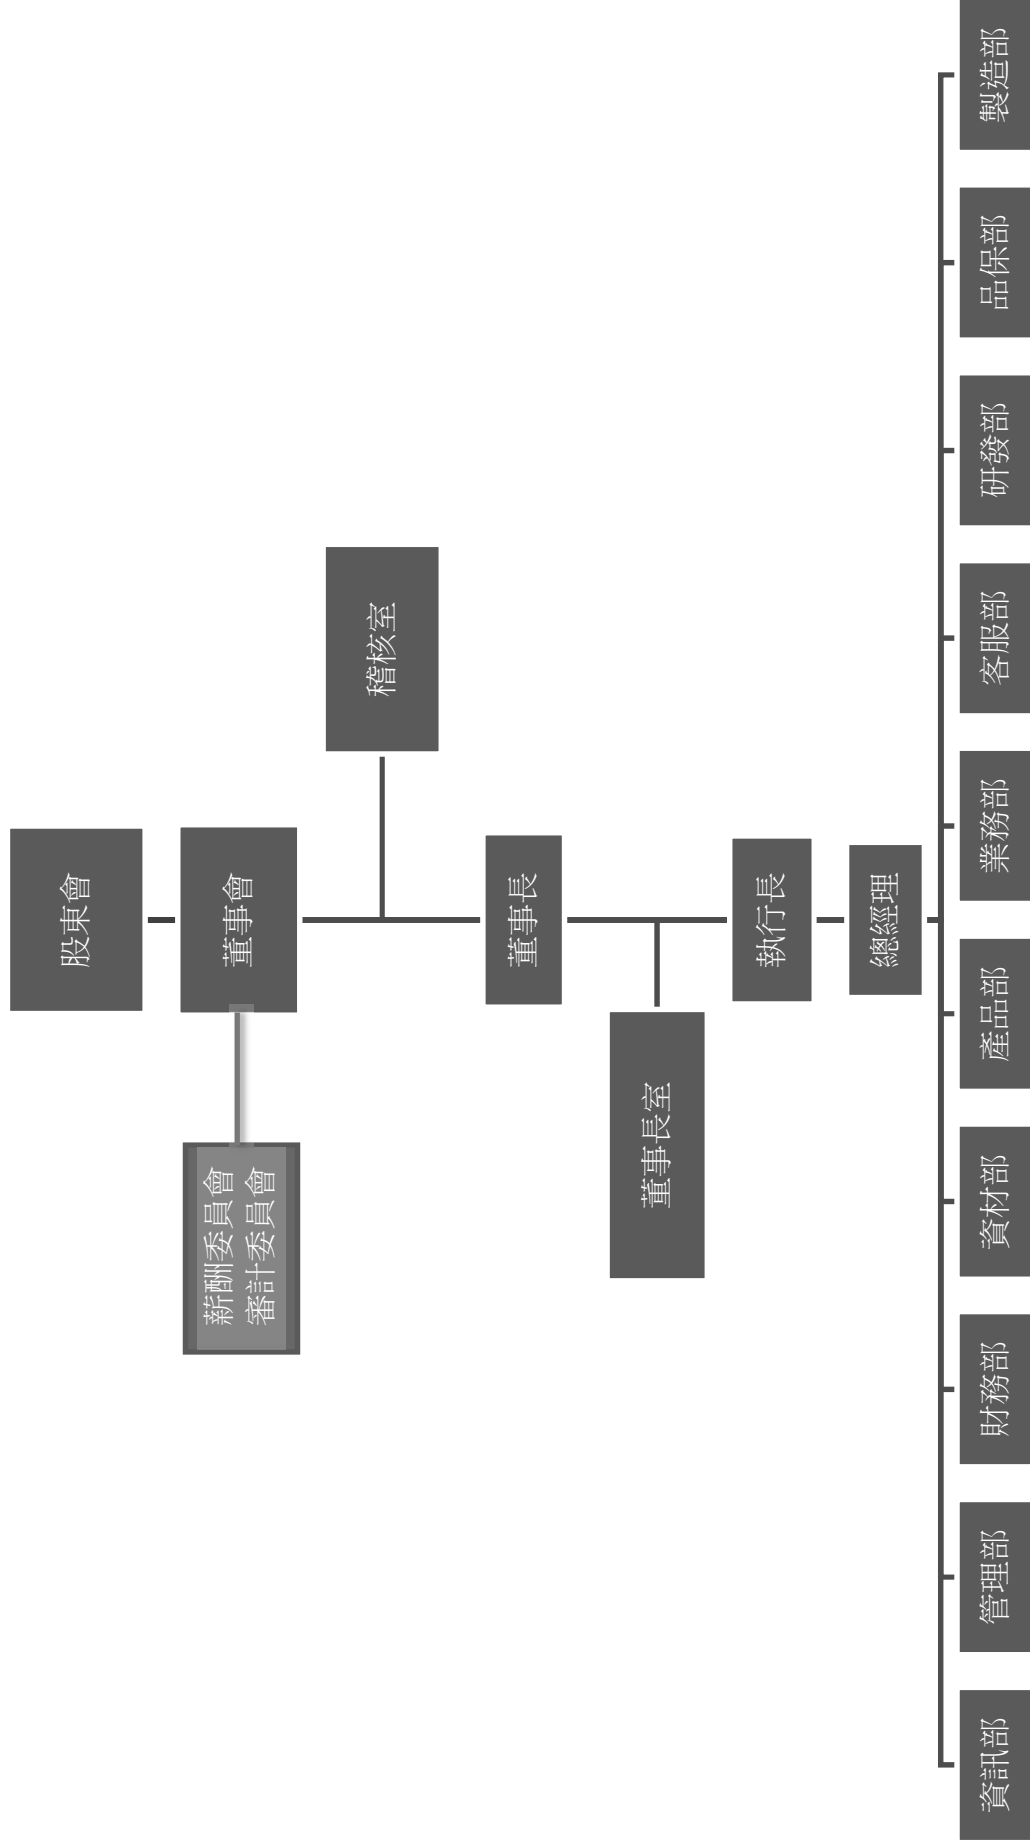 股東會
薪酬委員會
審計委員會
董事會
稽核室
董事長
董事長室
執行長
總經理
資訊部
管理部
財務部
資材部
產品部
業務部
客服部
研發部
品保部
製造部